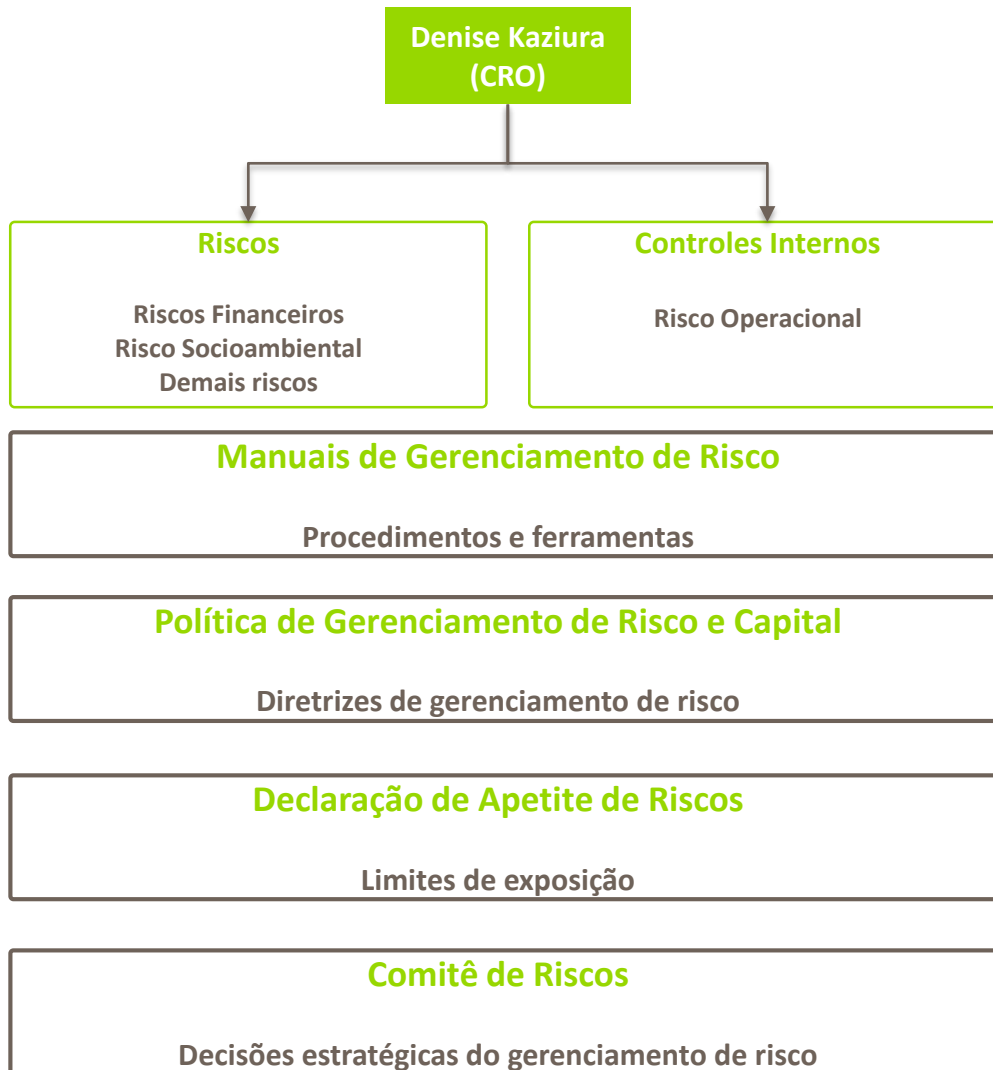 Denise Kaziura
(CRO)
Riscos
Riscos Financeiros
Risco Socioambiental
Demais riscos
Controles Internos
Risco Operacional
Manuais de Gerenciamento de Risco
Procedimentos e ferramentas
Política de Gerenciamento de Risco e Capital
Diretrizes de gerenciamento de risco
Declaração de Apetite de Riscos
Limites de exposição
Comitê de Riscos
Decisões estratégicas do gerenciamento de risco